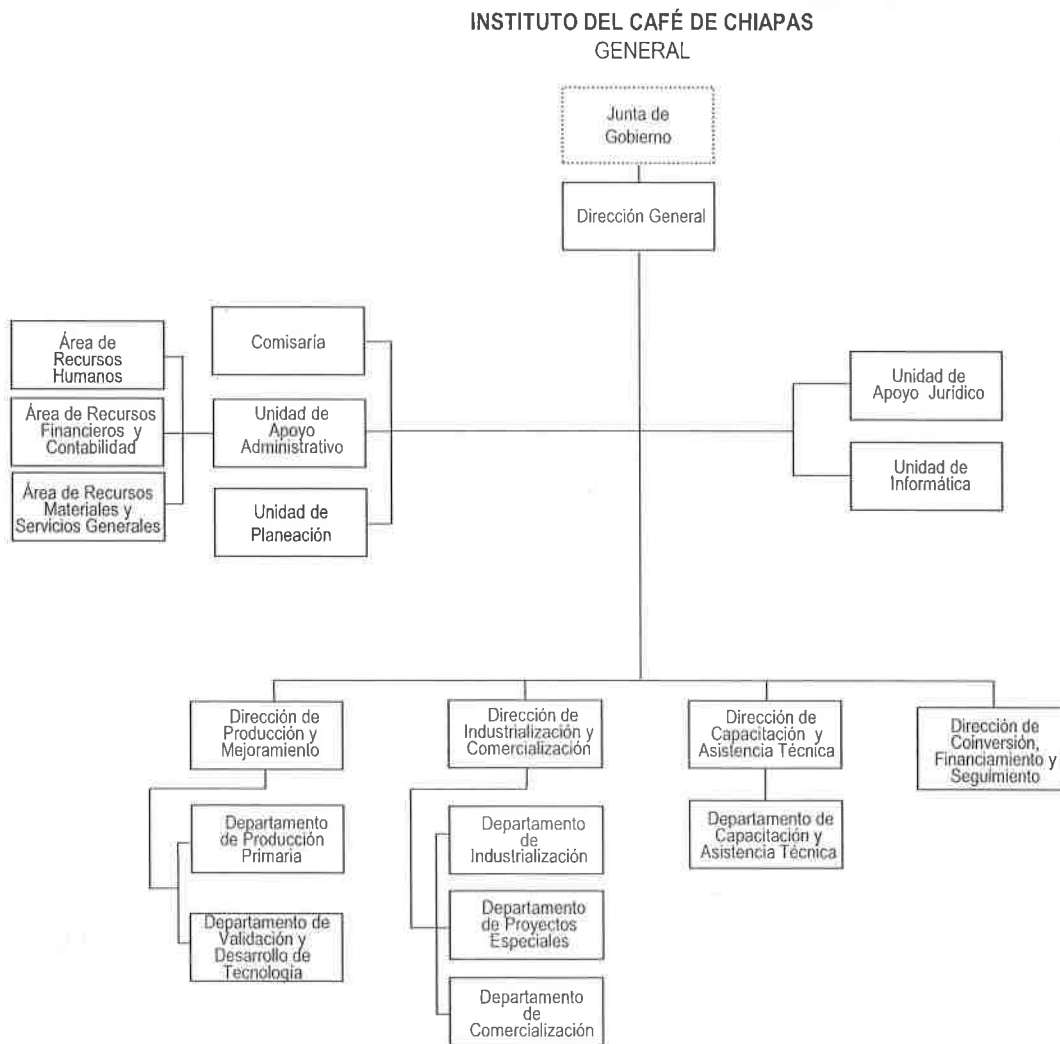 INSTITUTO DEL CAFÉ DE CHIAPAS
GENERAL
Junta de
Gobierno
Dirección General
Área de
Recursos
Humanos
Comisaría
Área de Recursos
Financieros y
Contabilidad
Unidad de
Apoyo
Administrativo
Área de Recursos
Materiales y
Servicios Generales
Unidad de
Planeación
Unidad de
Apoyo Jurídico
Unidad de
Informática
Dirección de
Producción y
Mejoramiento
Dirección de
Industrialización y
Comercialización
Dirección de
Capacitación y
Asistencia Técnica
Dirección de
Coinversión,
Financiamiento y
Seguimiento
Departamento
de Producción
Primaria
Departamento de
Validación y
Desarrollo de
Tecnología
Departamento
de
Industrialización
Departamento
de Proyectos
Especiales
Departamento
de
Comercialización
Departamento de
Capacitación y
Asistencia Técnica